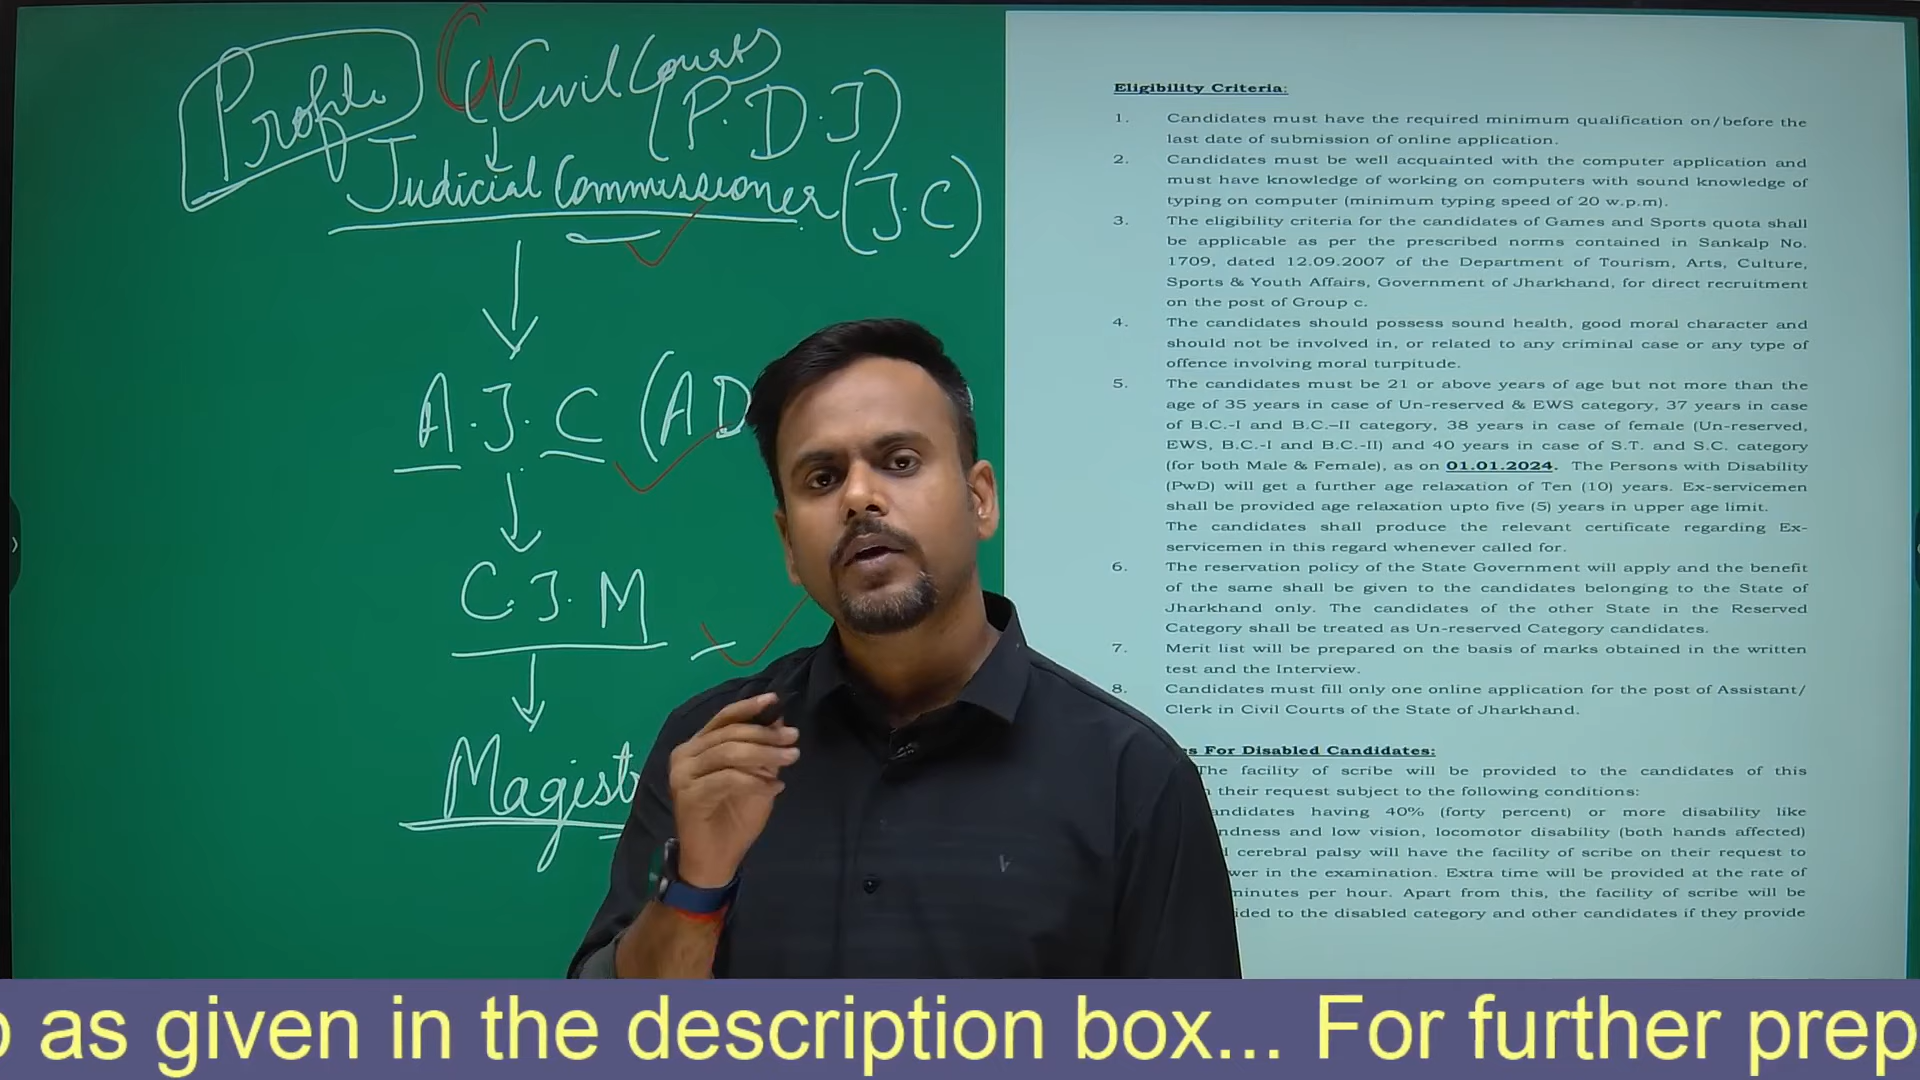 Profile
Civil Courts
(P.D.J)
Judicial Commissioner (J.C)
A.J.C (AD
C.J.M
Magist
Eligibility Criteria:
1. Candidates must have the required minimum qualification on/before the
last date of submission of online application.
2. Candidates must be well acquainted with the computer application and
must have knowledge of working on computers with sound knowledge of
typing on computer (minimum typing speed of 20 w.p.m).
3. The eligibility criteria for the candidates of Games and Sports quota shall
be applicable as per the prescribed norms contained in Sankalp No.
1709, dated 12.09.2007 of the Department of Tourism, Arts, Culture,
Sports & Youth Affairs, Government of Jharkhand, for direct recruitment
on the post of Group c.
4. The candidates should possess sound health, good moral character and
should not be involved in, or related to any criminal case or any type of
offence involving moral turpitude.
5. The candidates must be 21 or above years of age but not more than the
age of 35 years in case of Un-reserved & EWS category, 37 years in case
of B.C.-I and B.C.–II category, 38 years in case of female (Un-reserved,
EWS, B.C.-I and B.C.-II) and 40 years in case of S.T. and S.C. category
(for both Male & Female), as on 01.01.2024. The Persons with Disability
(PwD) will get a further age relaxation of Ten (10) years. Ex-servicemen
shall be provided age relaxation upto five (5) years in upper age limit.
The candidates shall produce the relevant certificate regarding Ex-
servicemen in this regard whenever called for.
6. The reservation policy of the State Government will apply and the benefit
of the same shall be given to the candidates belonging to the State of
Jharkhand only. The candidates of the other State in the Reserved
Category shall be treated as Un-reserved Category candidates.
7. Merit list will be prepared on the basis of marks obtained in the written
test and the Interview.
8. Candidates must fill only one online application for the post of Assistant/
Clerk in Civil Courts of the State of Jharkhand.
s For Disabled Candidates:
The facility of scribe will be provided to the candidates of this
their request subject to the following conditions:
andidates having 40% (forty percent) or more disability like
ndness and low vision, locomotor disability (both hands affected)
cerebral palsy will have the facility of scribe on their request to
wer in the examination. Extra time will be provided at the rate of
minutes per hour. Apart from this, the facility of scribe will be
ided to the disabled category and other candidates if they provide
as given in the description box... For further prep